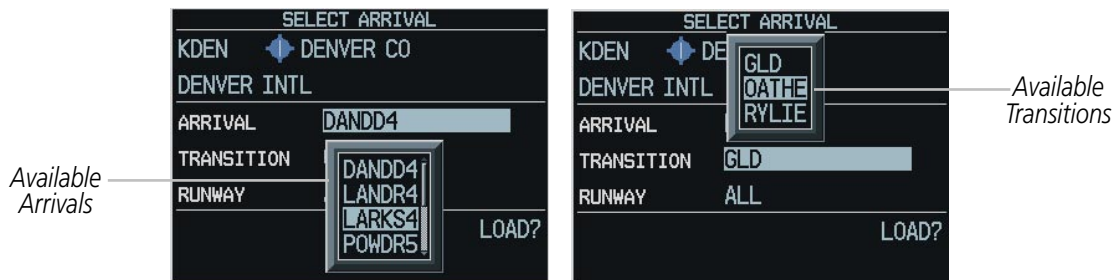 SELECT ARRIVAL
KDEN DENVER CO
DENVER INTL
ARRIVAL DANDD4
TRANSITION
RUNWAY
DANDD4
LANDR4
LARKS4
POWDR5
LOAD?
Available
Arrivals
SELECT ARRIVAL
KDEN DE
DENVER INTL
GLD
OATHE
RYLIE
ARRIVAL
TRANSITION GLD
RUNWAY ALL
LOAD?
Available
Transitions